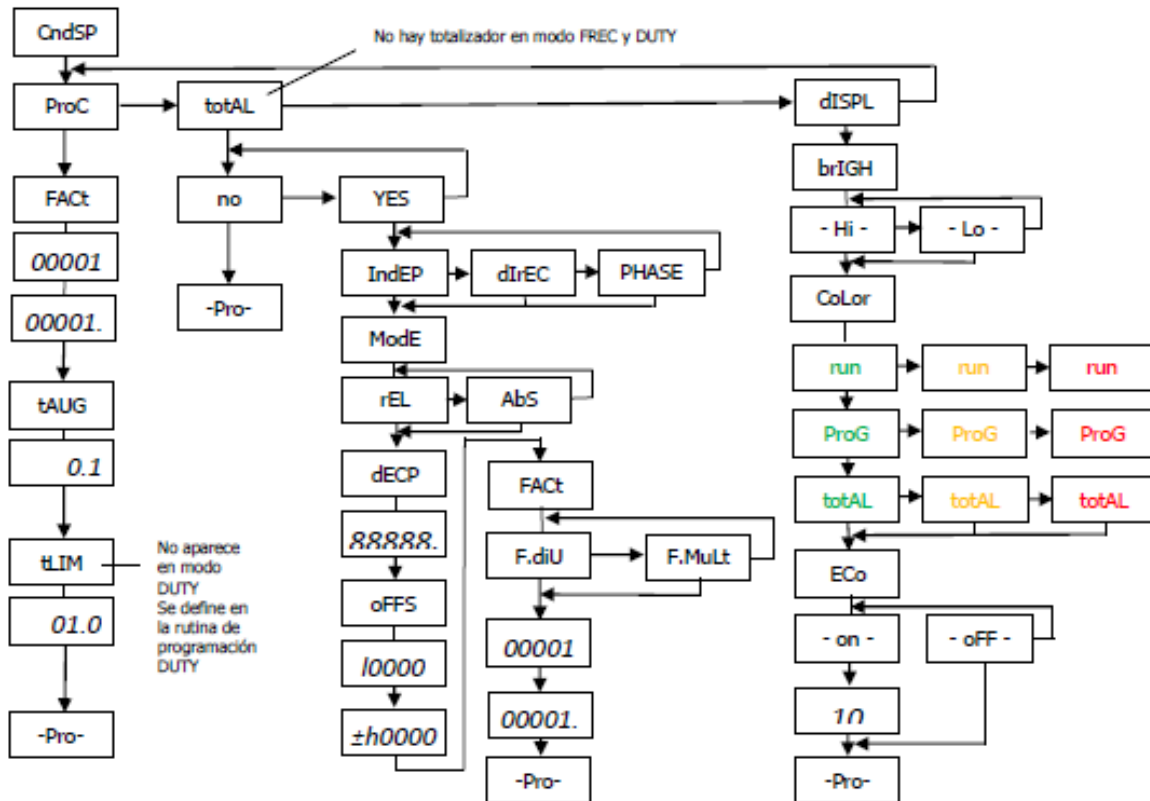 CndSP
No hay totalizador en modo FREC y DUTY
ProC
totAL
dISPL
brIGH
FACt
no
YES
- Hi -
- Lo -
00001
IndEP
dIrEC
PHASE
CoLor
00001.
-Pro-
ModE
run
run
run
tAUG
rEL
AbS
ProG
ProG
ProG
0.1
dECP
FACt
totAL
totAL
totAL
88888.
tLIM
No aparece
en modo
DUTY
Se define en
la rutina de
programación
DUTY
F.diU
F.MuLt
ECo
oFFS
01.0
- on -
- oFF -
l0000
00001
10
±h0000
00001.
-Pro-
-Pro-
-Pro-